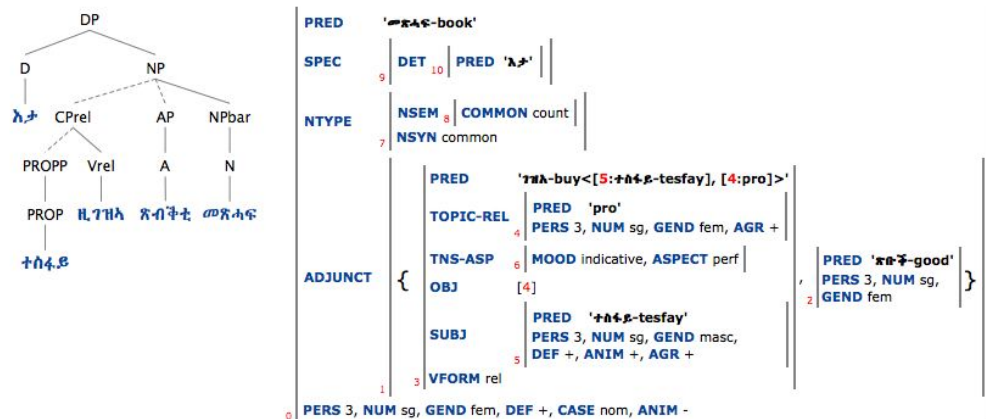 DP
D NP
እታ CPrel AP NPbar
PROPP Vrel A N
PROP ዚገዝኣ ጽብቅቲ መጽሓፍ
ተስፋይ
PRED 'መጽሓፍ-book'
SPEC 9 DET 10 PRED 'እታ'
NTYPE 7 NSEM 8 COMMON count
NSYN common
ADJUNCT 1 { 3 PRED 'ገዝአ-buy<[5:ተስፋይ-tesfay], [4:pro]>'
TOPIC-REL 4 PRED 'pro'
PERS 3, NUM sg, GEND fem, AGR +
TNS-ASP 6 MOOD indicative, ASPECT perf
OBJ [4]
SUBJ 5 PRED 'ተስፋይ-tesfay'
PERS 3, NUM sg, GEND masc,
DEF +, ANIM +, AGR +
VFORM rel
, 2 PRED 'ጽቡቕ-good'
PERS 3, NUM sg,
GEND fem }
0 PERS 3, NUM sg, GEND fem, DEF +, CASE nom, ANIM -